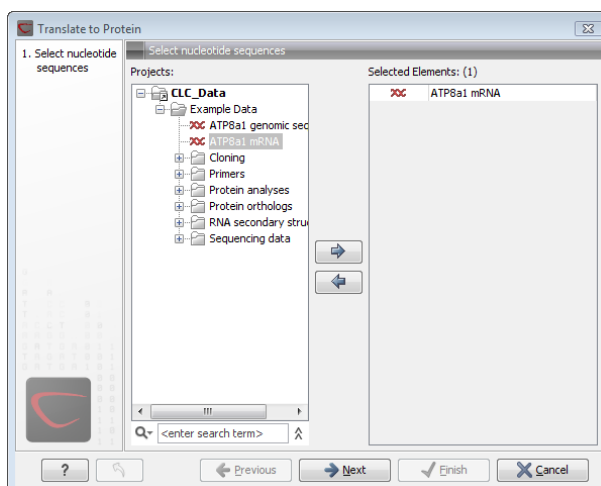 Translate to Protein
1. Select nucleotide
sequences
Select nucleotide sequences
Projects:
CLC_Data
Example Data
ATP8a1 genomic sec
ATP8a1 mRNA
Cloning
Primers
Protein analyses
Protein orthologs
RNA secondary stru
Sequencing data
<enter search term>
Selected Elements: (1)
ATP8a1 mRNA
?
Previous
Next
Finish
Cancel